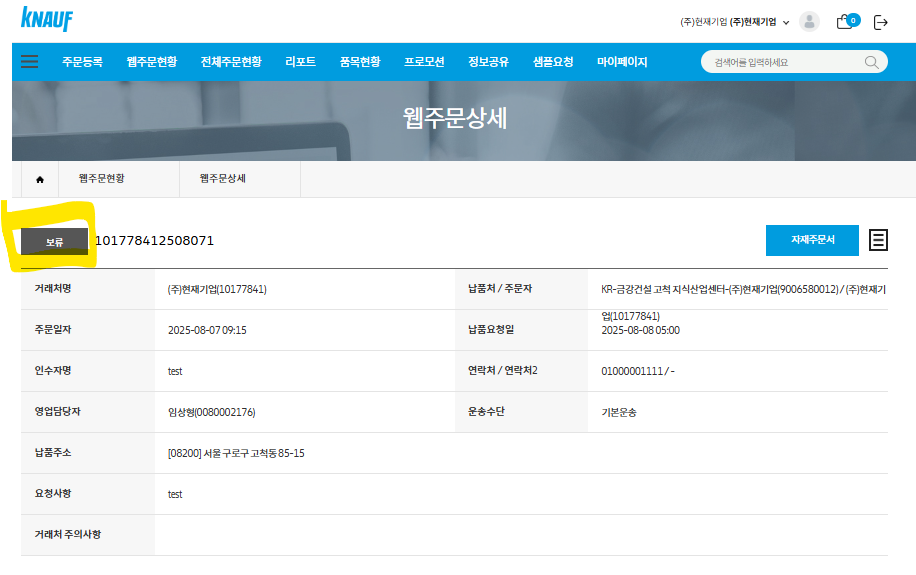 KNAUF
(주)현재기업 (주)현재기업
0
주문등록 웹주문현황 전체주문현황 리포트 품목현황 프로모션 정보공유 샘플요청 마이페이지
검색어를 입력하세요
웹주문상세
웹주문현황 웹주문상세
보류 101778412508071
자재주문서
거래처명 (주)현재기업(10177841) 납품처 / 주문자 KR-금강건설 고척 지식산업센터-(주)현재기업(9006580012) / (주)현재기
업(10177841)
주문일자 2025-08-07 09:15 납품요청일 2025-08-08 05:00
인수자명 test 연락처 / 연락처2 01000001111 / -
영업담당자 임상형(0080002176) 운송수단 기본운송
납품주소 [08200] 서울 구로구 고척동 85-15
요청사항 test
거래처 주의사항